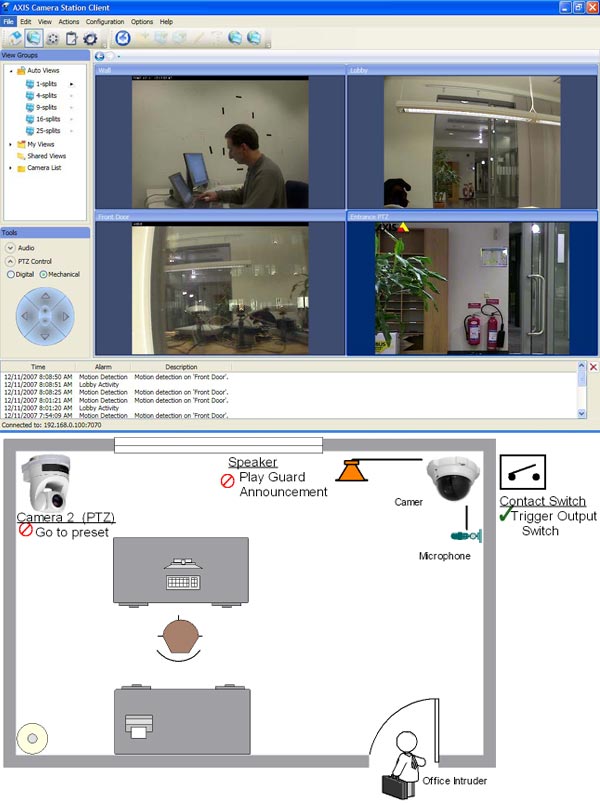 AXIS Camera Station Client
File Edit View Actions Configuration Options Help
View Groups
Auto Views
1-splits
4-splits
9-splits
16-splits
25-splits
My Views
Shared Views
Camera List
Tools
Audio
PTZ Control
Digital Mechanical
Wall
Lobby
Front Door
Entrance PTZ
AXIS
Time Alarm Description
12/11/2007 8:08:50 AM Motion Detection Motion detection on 'Front Door'.
12/11/2007 8:08:51 AM Lobby Activity
12/11/2007 8:08:25 AM Motion Detection Motion detection on 'Front Door'.
12/11/2007 8:01:21 AM Motion Detection Motion detection on 'Front Door'.
12/11/2007 8:01:20 AM Lobby Activity
12/11/2007 7:54:09 AM Motion Detection Motion detection on 'Front Door'.
Connected to: 192.168.0.100:7070
Camera 2 (PTZ)
Go to preset
Speaker
Play Guard
Announcement
Camer
Microphone
Contact Switch
Trigger Output
Switch
Office Intruder